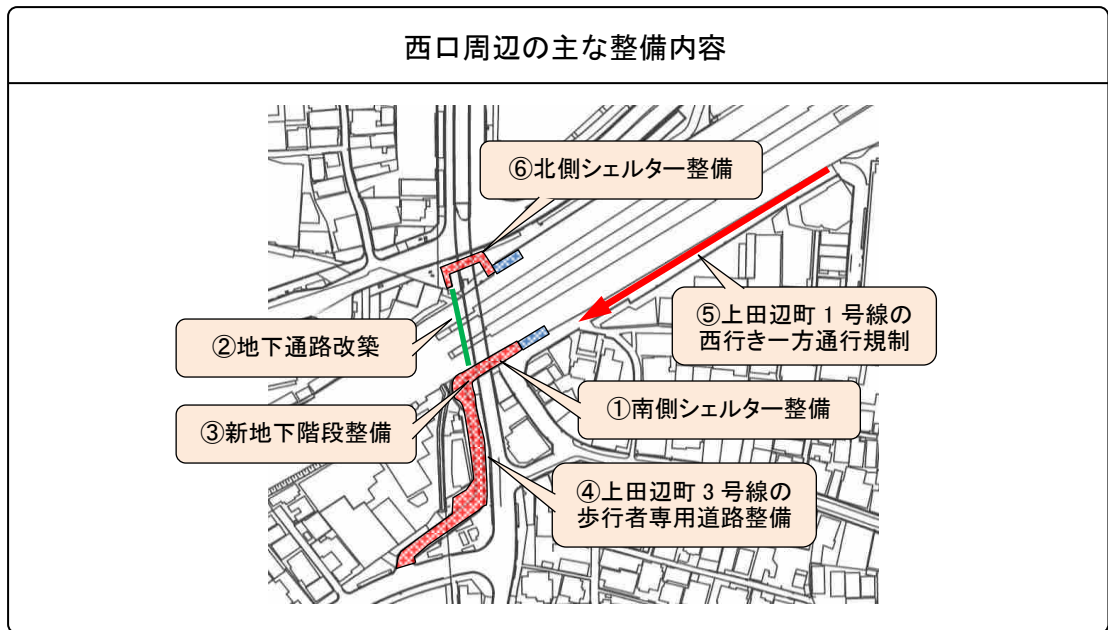 西口周辺の主な整備内容
⑥北側シェルター整備
②地下通路改築
⑤上田辺町1号線の
西行き一方通行規制
③新地下階段整備
①南側シェルター整備
④上田辺町3号線の
歩行者専用道路整備